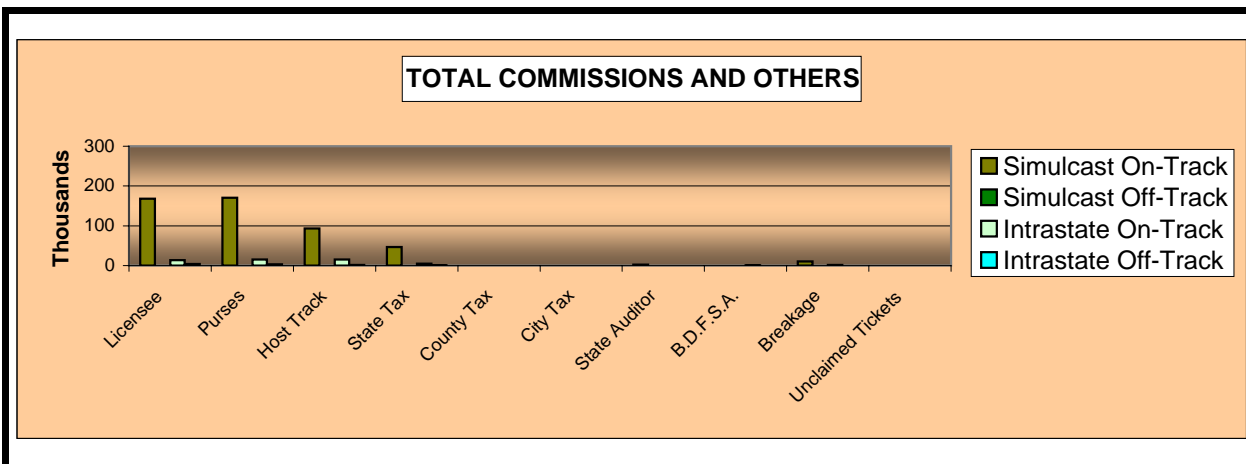 TOTAL COMMISSIONS AND OTHERS
Thousands
300
200
100
0
Licensee
Purses
Host Track
State Tax
County Tax
City Tax
State Auditor
B.D.F.S.A.
Breakage
Unclaimed Tickets
Simulcast On-Track
Simulcast Off-Track
Intrastate On-Track
Intrastate Off-Track